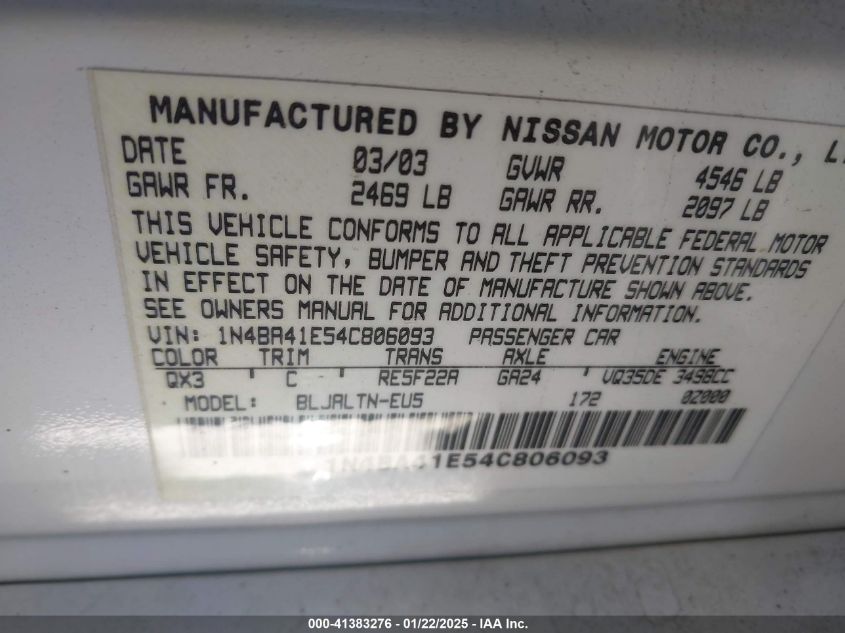 MANUFACTURED BY NISSAN MOTOR CO.,
DATE 03/03 GVWR 4546 LB
GAWR FR. 2469 LB GAWR RR. 2097 LB
THIS VEHICLE CONFORMS TO ALL APPLICABLE FEDERAL MOTOR
VEHICLE SAFETY, BUMPER AND THEFT PREVENTION STANDARDS
IN EFFECT ON THE DATE OF MANUFACTURE SHOWN ABOVE.
SEE OWNERS MANUAL FOR ADDITIONAL INFORMATION.
VIN: 1N4BA41E54C806093 PASSENGER CAR
COLOR TRIM TRANS AXLE ENGINE
QX3 ' C ' RE5F22A GA24 ' VQ35DE 3498CC
MODEL: BLJALTN-EU5 172 0Z000
1N4BA41E54C806093
000-41383276 - 01/22/2025 - IAA Inc.